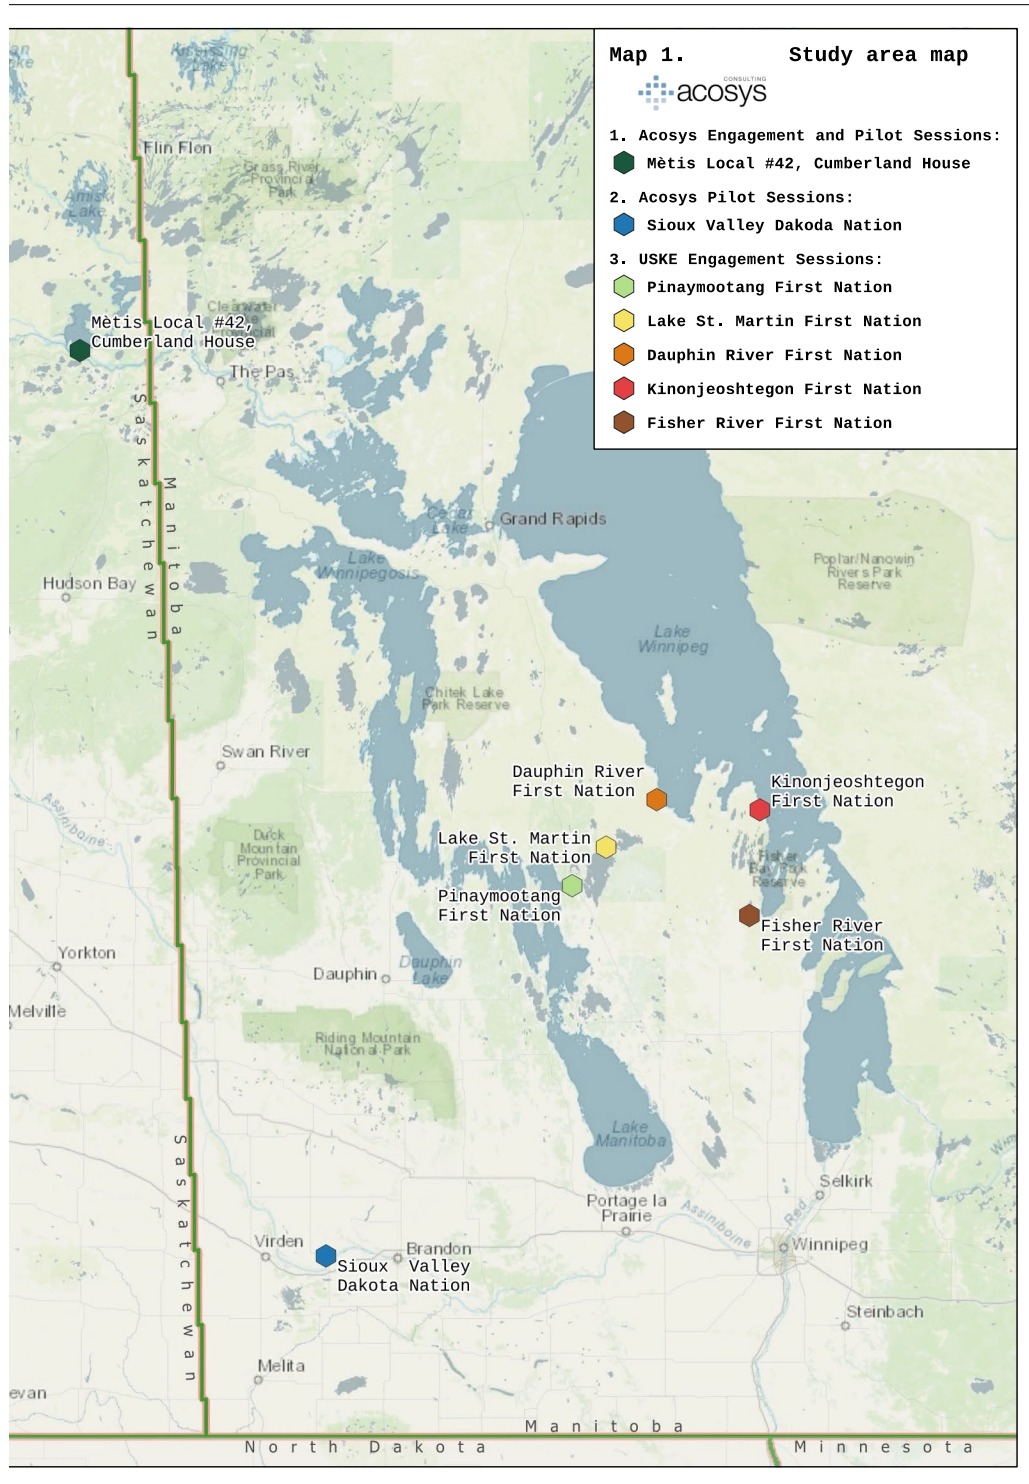 Map 1. Study area map
CONSULTING
acosys
1. Acosys Engagement and Pilot Sessions:
Mètis Local #42, Cumberland House
2. Acosys Pilot Sessions:
Sioux Valley Dakoda Nation
3. USKE Engagement Sessions:
Pinaymootang First Nation
Lake St. Martin First Nation
Dauphin River First Nation
Kinonjeoshtegon First Nation
Fisher River First Nation
Kississing
Lake
Flin Flon
Grass River
Provincial
Park
Amisk
Lake
Clearwater
Provincial
Mètis Local #42,
Cumberland House
The Pas
Saskatchewan
Manitoba
Cedar
Lake
Grand Rapids
Lake
Winnipegosis
Hudson Bay
Poplar/Nanowin
Rivers Park
Reserve
Lake
Winnipeg
Chitek Lake
Park Reserve
Swan River
Dauphin River
First Nation
Kinonjeoshtegon
First Nation
Assiniboine
Duck
Mountain
Provincial
Park
Lake St. Martin
First Nation
Fisher
Bay Park
Reserve
Pinaymootang
First Nation
Fisher River
First Nation
Yorkton
Dauphin
Dauphin
Lake
Melville
Riding Mountain
National Park
Lake
Manitoba
Saskatchewan
Selkirk
Portage la
Prairie
Assiniboine
Red
Winnipeg
Virden
Brandon
Sioux Valley
Dakota Nation
Steinbach
Melita
evan
Manitoba
North Dakota
Minnesota